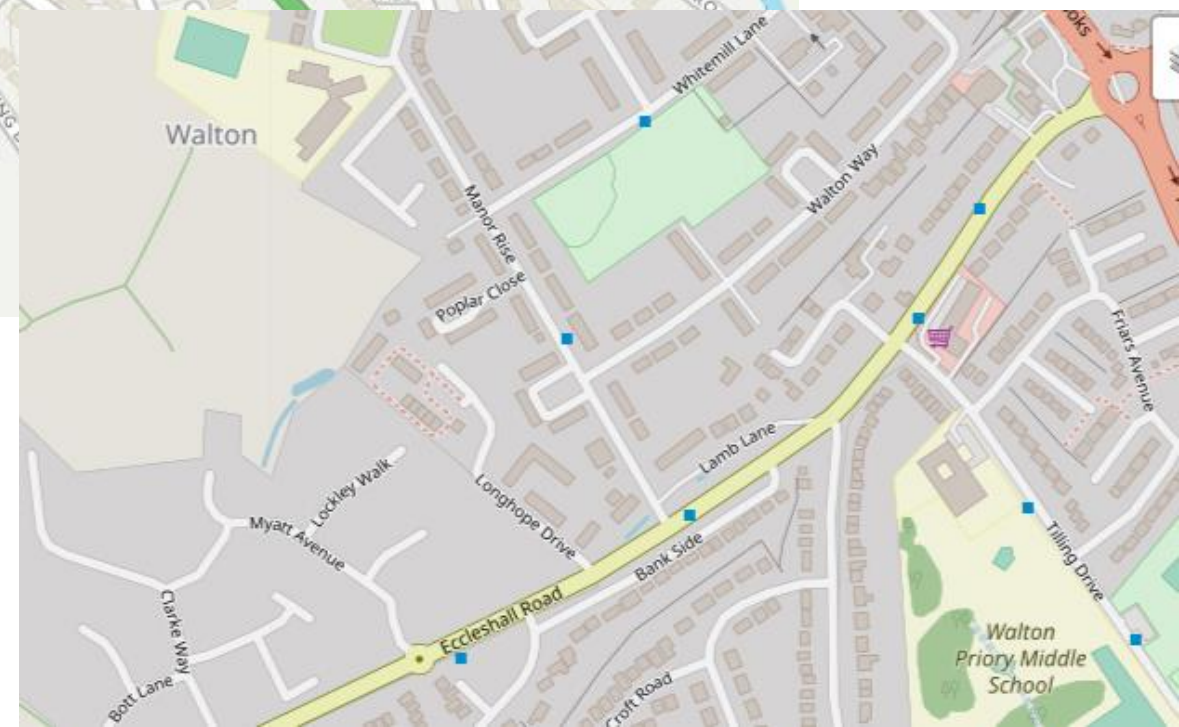 Whitemill Lane
Walton
Walton Way
Manor Rise
Poplar Close
Friars Avenue
Lamb Lane
Lockley Walk
Longhope Drive
Myatt Avenue
Bank Side
Tilling Drive
Eccleshall Road
Clarke Way
Walton
Priory Middle
School
Bott Lane
Croft Road